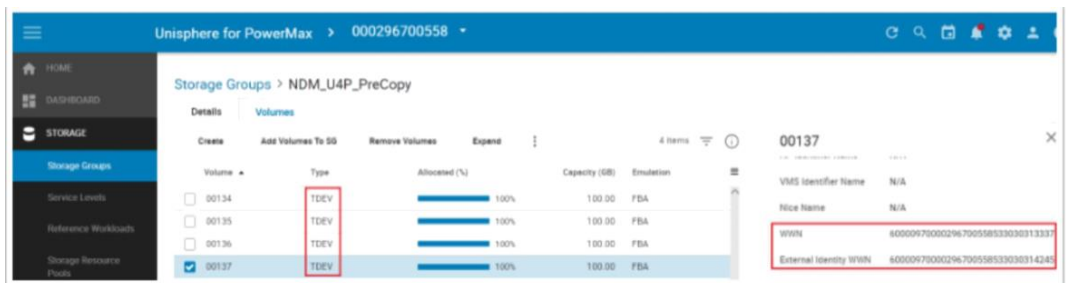 Unisphere for PowerMax > 000296700558
HOME
DASHBOARD
STORAGE
Storage Groups
Service Levels
Reference Workloads
Storage Resource Pools
Storage Groups > NDM_U4P_PreCopy
Details Volumes
Create Add Volumes To SG Remove Volumes Expand 4 items
Volume Type Allocated (%) Capacity (GB) Emulation
00134 TDEV 100% 100.00 FBA
00135 TDEV 100% 100.00 FBA
00136 TDEV 100% 100.00 FBA
00137 TDEV 100% 100.00 FBA
00137
VMS Identifier Name N/A
Nice Name N/A
WWN 60000970000296700558533030313337
External Identity WWN 60000970000296700558533030314245